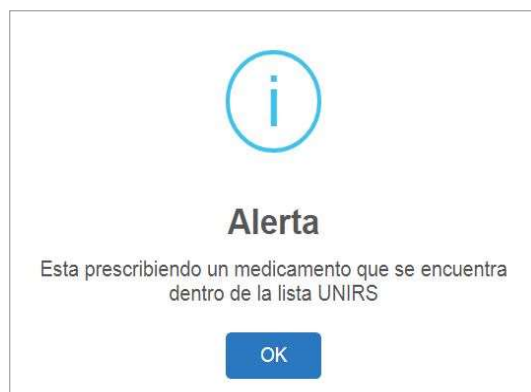 i
Alerta
Esta prescribiendo un medicamento que se encuentra
dentro de la lista UNIRS
OK